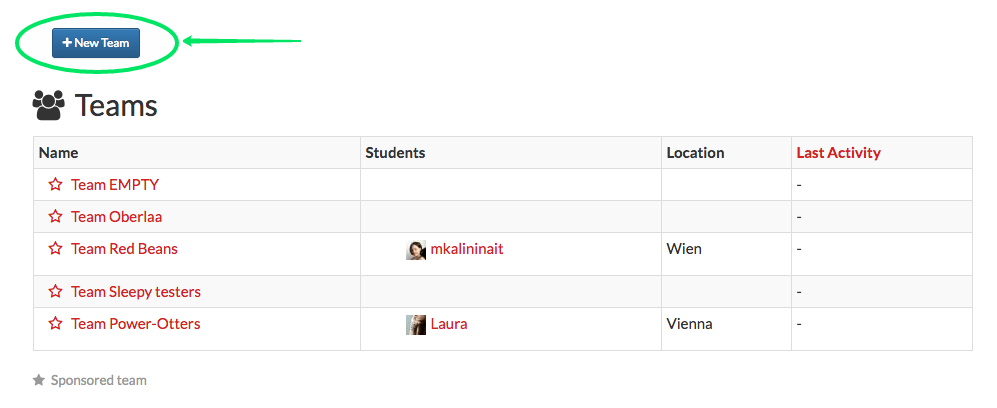 + New Team
Teams
Name Students Location Last Activity
Team EMPTY -
Team Oberlaa -
Team Red Beans mkalininait Wien -
Team Sleepy testers -
Team Power-Otters Laura Vienna -
Sponsored team